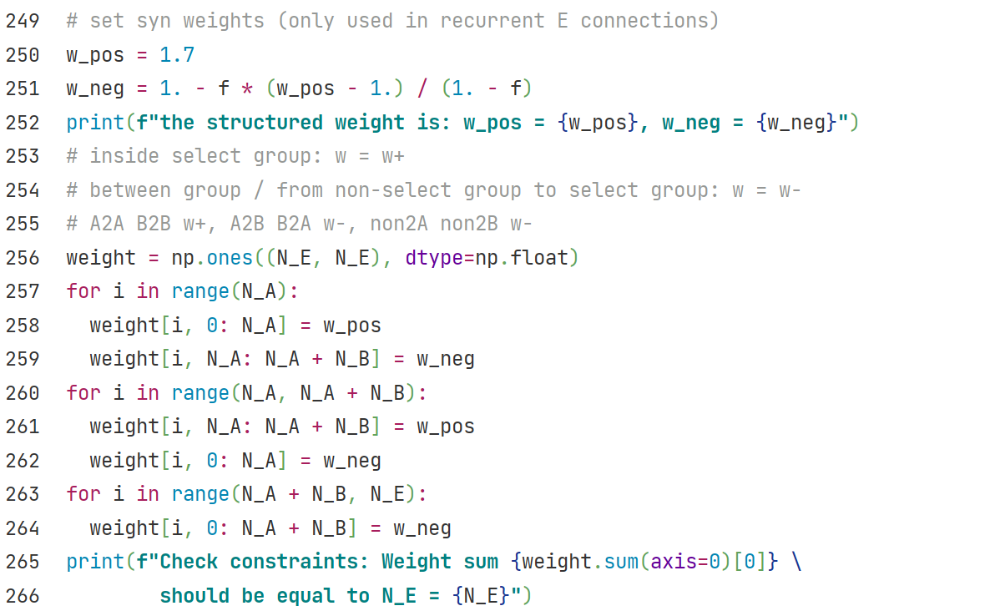 249 # set syn weights (only used in recurrent E connections)
250 w_pos = 1.7
251 w_neg = 1. - f * (w_pos - 1.) / (1. - f)
252 print(f"the structured weight is: w_pos = {w_pos}, w_neg = {w_neg}")
253 # inside select group: w = w+
254 # between group / from non-select group to select group: w = w-
255 # A2A B2B w+, A2B B2A w-, non2A non2B w-
256 weight = np.ones((N_E, N_E), dtype=np.float)
257 for i in range(N_A):
258   weight[i, 0: N_A] = w_pos
259   weight[i, N_A: N_A + N_B] = w_neg
260 for i in range(N_A, N_A + N_B):
261   weight[i, N_A: N_A + N_B] = w_pos
262   weight[i, 0: N_A] = w_neg
263 for i in range(N_A + N_B, N_E):
264   weight[i, 0: N_A + N_B] = w_neg
265 print(f"Check constraints: Weight sum {weight.sum(axis=0)[0]} \
266         should be equal to N_E = {N_E}")